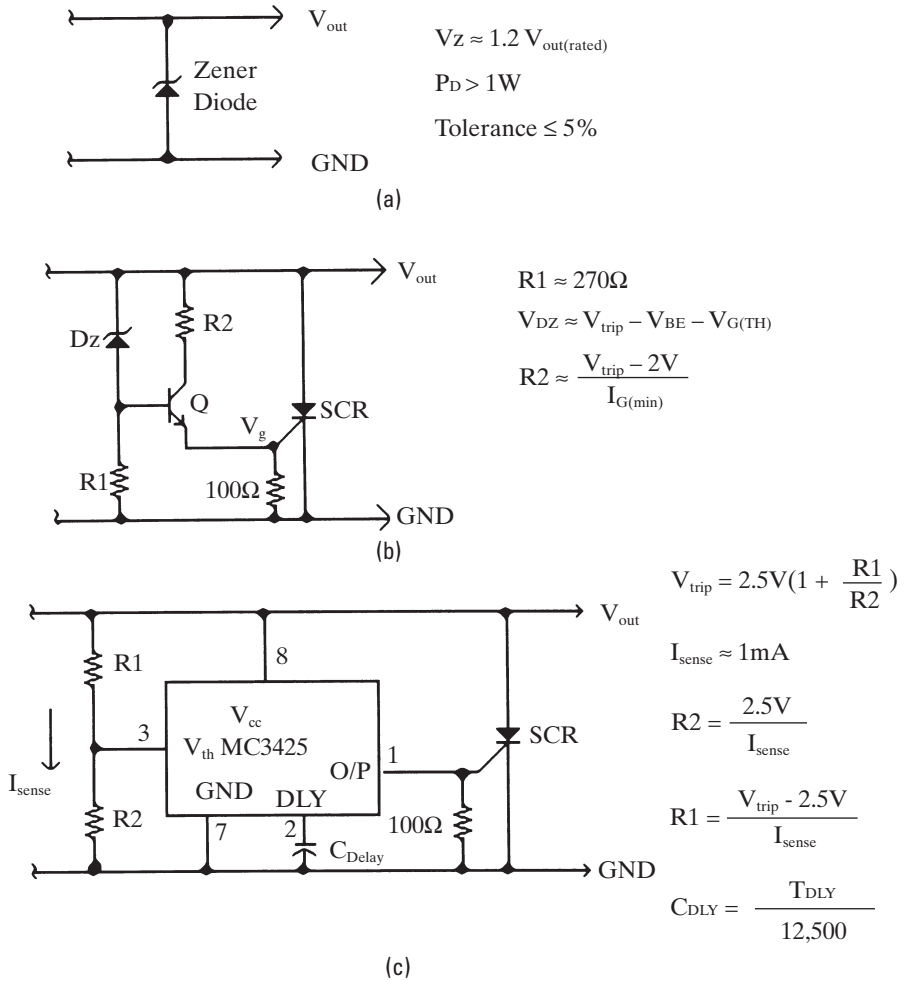 V_out
Vz ≈ 1.2 V_out(rated)
Zener
Diode
P_D > 1W
Tolerance ≤ 5%
GND
(a)
V_out
R1 ≈ 270Ω
R2
V_DZ ≈ V_trip – V_BE – V_G(TH)
Dz
R2 ≈ V_trip – 2V / I_G(min)
Q
SCR
V_g
R1
100Ω
GND
(b)
V_trip = 2.5V(1 + R1 / R2)
V_out
R1
8
I_sense ≈ 1mA
V_cc
3
V_th MC3425
SCR
R2 = 2.5V / I_sense
1
O/P
I_sense
GND
DLY
R2
7
2
100Ω
R1 = V_trip - 2.5V / I_sense
C_Delay
GND
C_DLY = T_DLY / 12,500
(c)